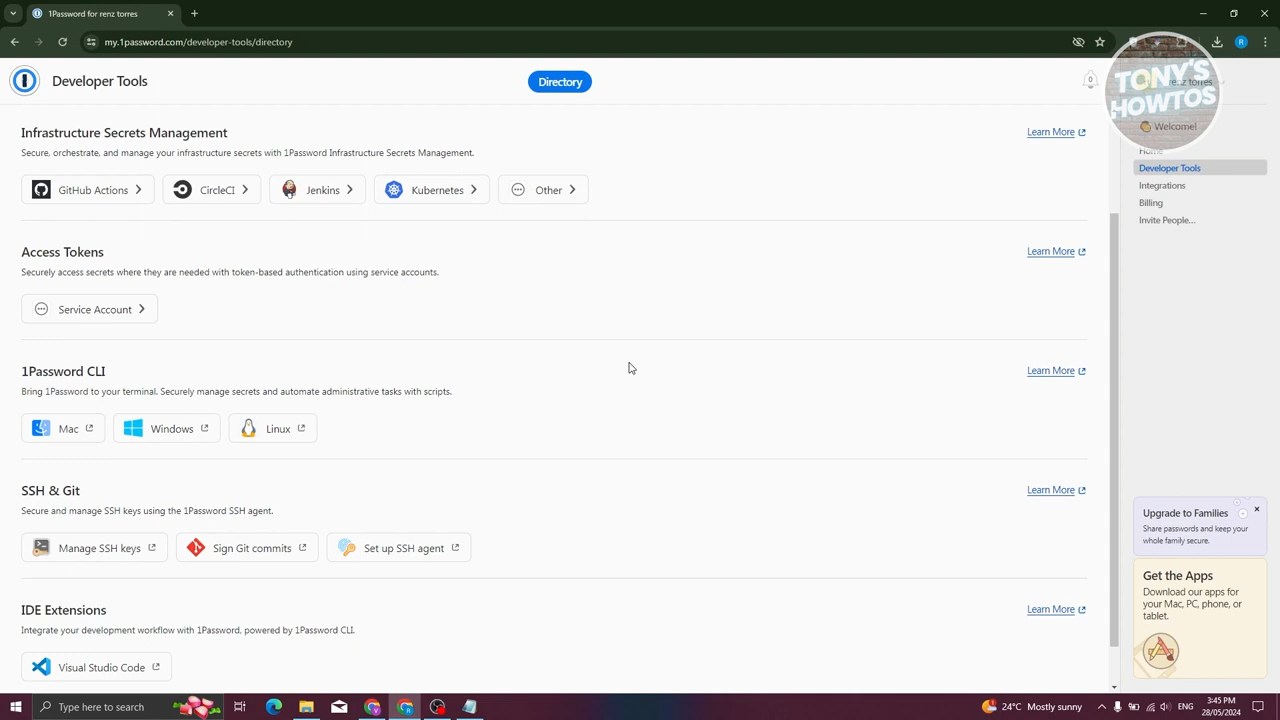 1Password for renz torres
my.1password.com/developer-tools/directory
R
Developer Tools
Directory
0
renz torres
TONY'S
HOWTOS
Welcome!
Home
Developer Tools
Integrations
Billing
Invite People...
Infrastructure Secrets Management
Learn More
Secure, orchestrate, and manage your infrastructure secrets with 1Password Infrastructure Secrets Management.
GitHub Actions
CircleCI
Jenkins
Kubernetes
Other
Access Tokens
Learn More
Securely access secrets where they are needed with token-based authentication using service accounts.
Service Account
1Password CLI
Learn More
Bring 1Password to your terminal. Securely manage secrets and automate administrative tasks with scripts.
Mac
Windows
Linux
SSH & Git
Learn More
Secure and manage SSH keys using the 1Password SSH agent.
Manage SSH keys
Sign Git commits
Set up SSH agent
IDE Extensions
Learn More
Integrate your development workflow with 1Password, powered by 1Password CLI.
Visual Studio Code
Upgrade to Families
Share passwords and keep your
whole family secure.
Get the Apps
Download our apps for
your Mac, PC, phone, or
tablet.
Type here to search
24°C Mostly sunny
ENG
3:45 PM
28/05/2024